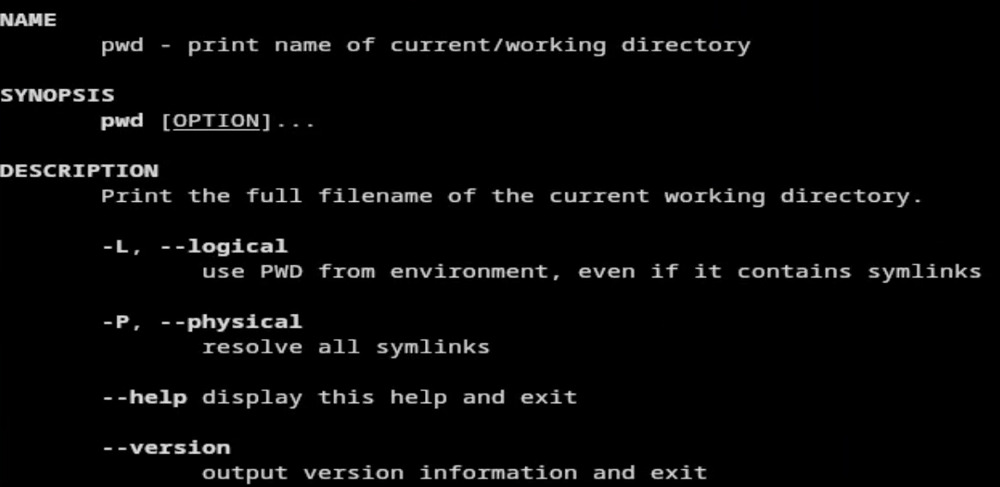 NAME
pwd - print name of current/working directory
SYNOPSIS
pwd [OPTION]...
DESCRIPTION
Print the full filename of the current working directory.
-L, --logical
use PWD from environment, even if it contains symlinks
-P, --physical
resolve all symlinks
--help display this help and exit
--version
output version information and exit